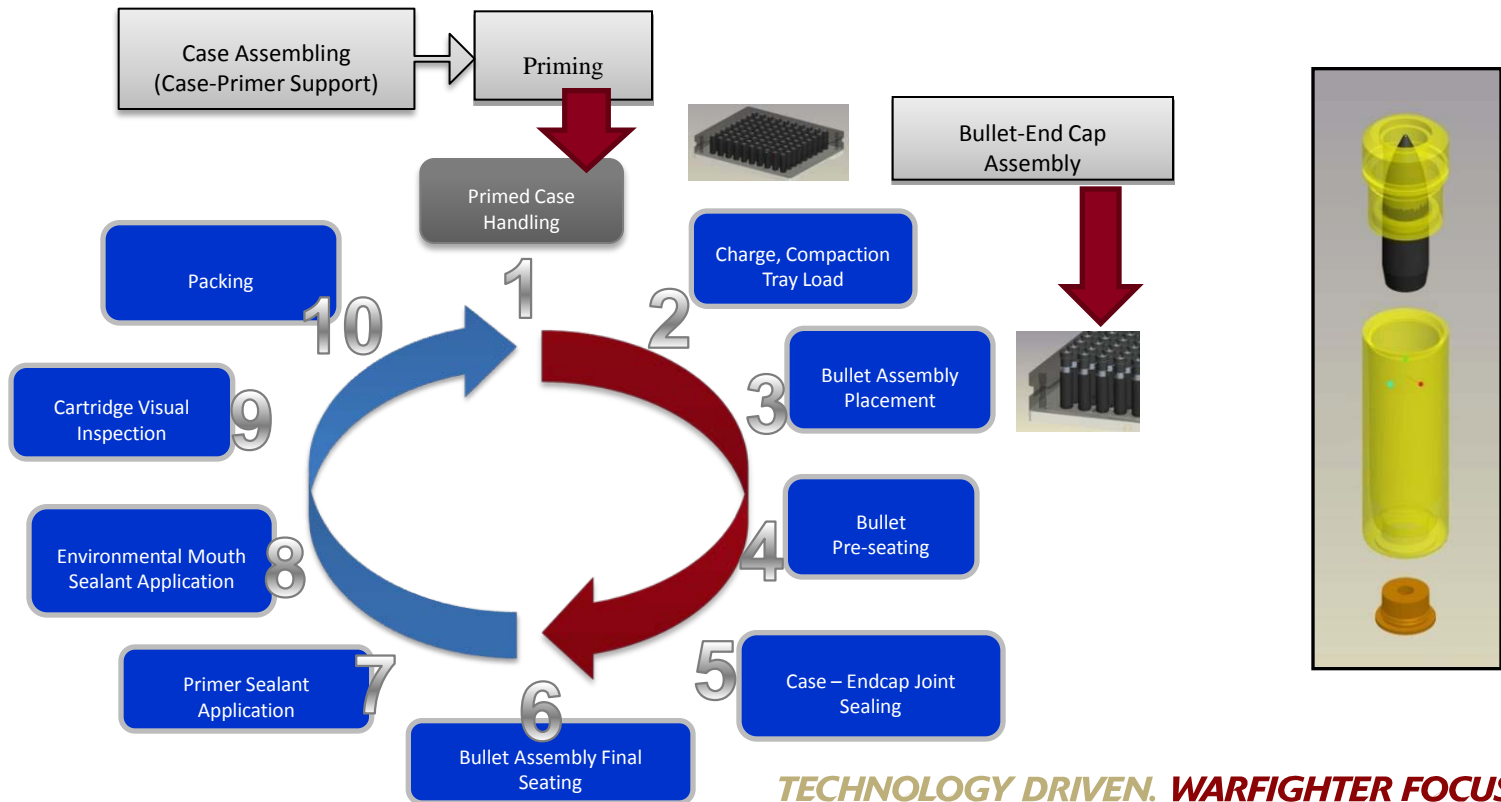 Case Assembling
(Case-Primer Support)
Priming
Bullet-End Cap
Assembly
Primed Case
Handling
1
Charge, Compaction
Tray Load
2
Bullet Assembly
Placement
3
Bullet
Pre-seating
4
Case – Endcap Joint
Sealing
5
Bullet Assembly Final
Seating
6
Primer Sealant
Application
7
Environmental Mouth
Sealant Application
8
Cartridge Visual
Inspection
9
Packing
10
TECHNOLOGY DRIVEN. WARFIGHTER FOCUS